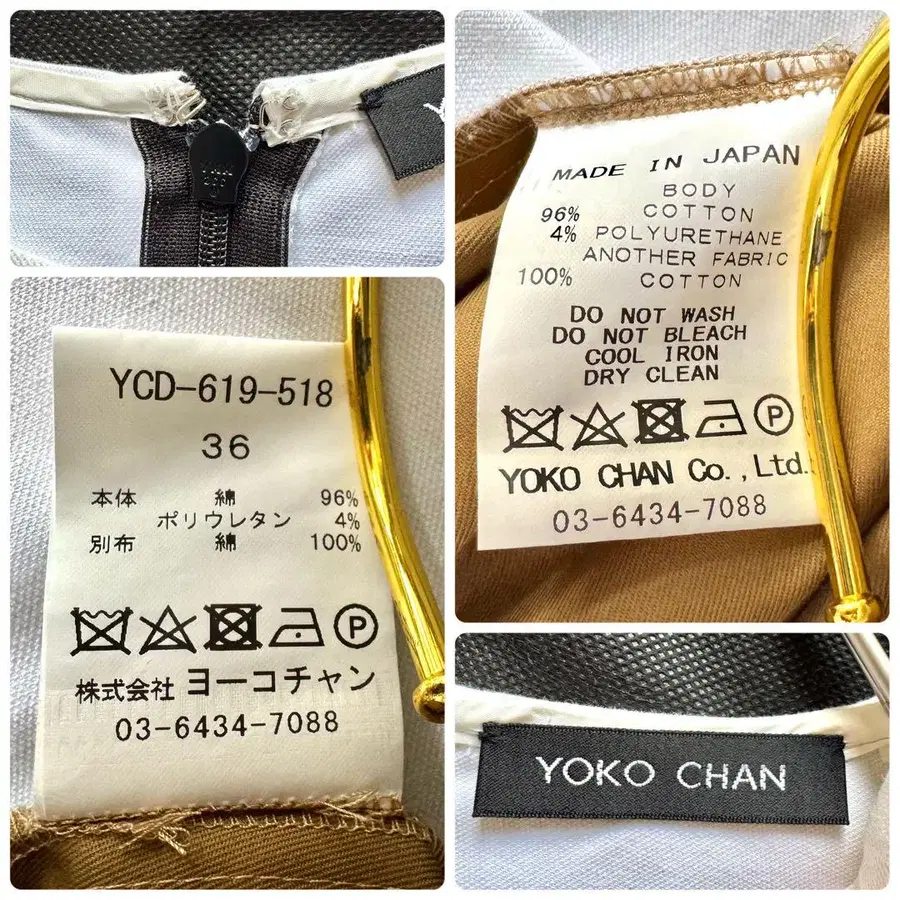 MADE IN JAPAN
BODY
96% COTTON
4% POLYURETHANE
ANOTHER FABRIC
100% COTTON
DO NOT WASH
DO NOT BLEACH
COOL IRON
DRY CLEAN
P
YOKO CHAN Co., Ltd.
03-6434-7088
YCD-619-518
36
本体 綿 96%
ポリウレタン 4%
別布 綿 100%
P
株式会社 ヨーコチャン
03-6434-7088
YOKO CHAN